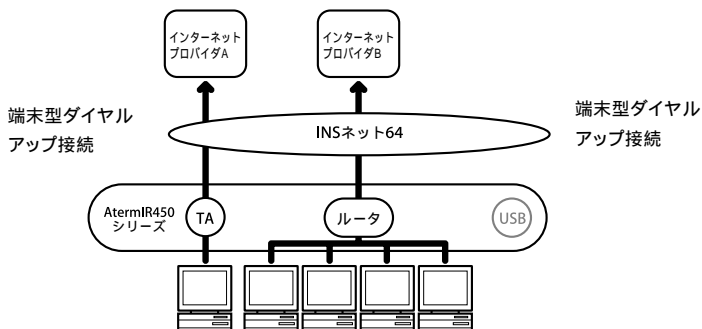 インターネット
プロバイダA
インターネット
プロバイダB
端末型ダイヤル
アップ接続
端末型ダイヤル
アップ接続
INSネット64
AtermIR450
シリーズ
TA
ルータ
USB